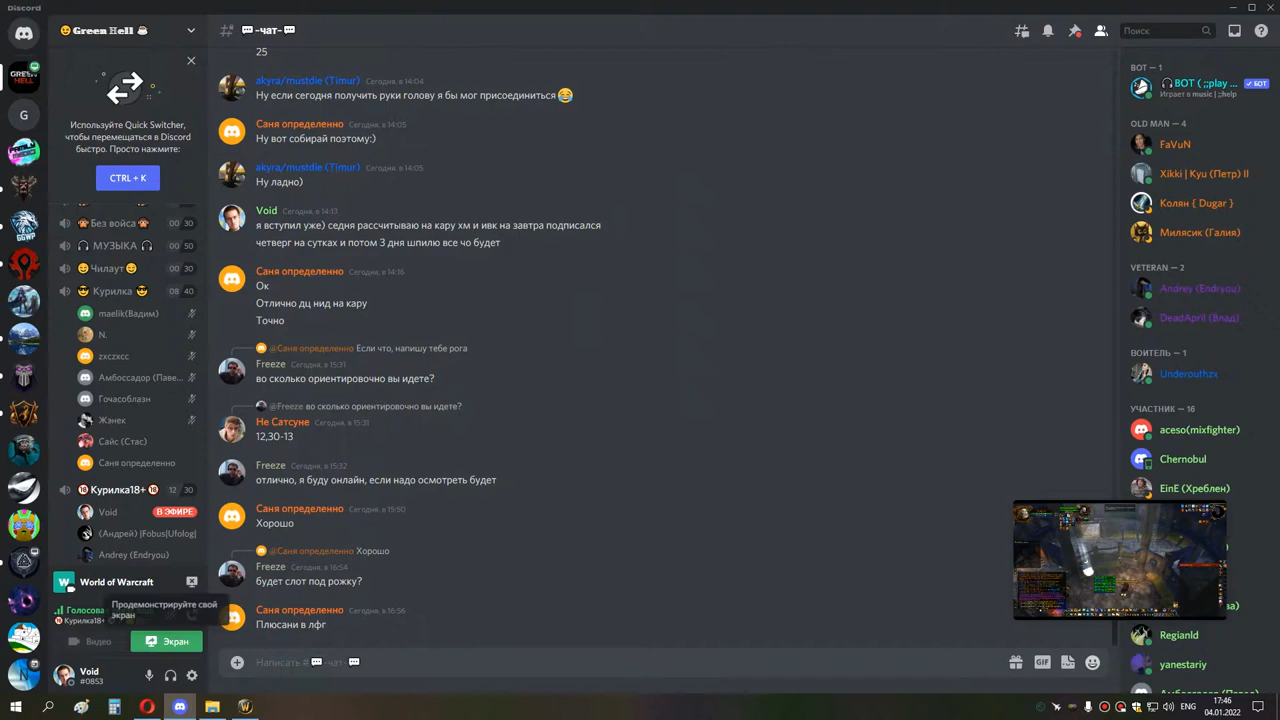 Discord
😉 Green Hell ☕
Используйте Quick Switcher,
чтобы перемещаться в Discord
быстро. Просто нажмите:
CTRL + K
🙊 Без войса 🙊 00 30
🎧 МУЗЫКА 🎧 00 50
😊 Чилаут 😊 00 30
😎 Курилка 😎 08 40
maelik(Вадим)
N.
zxczxcc
Амбоссадор (Паве...
Гочасоблазн
Жэнек
Сайс (Стас)
Саня определенно
🔞 Курилка18+ 🔞 12 30
Void В ЭФИРЕ
(Андрей) |Fobus|Ufolog|
Andrey (Endryou)
World of Warcraft
Продемонстрируйте свой
экран
Голосова
Курилка18+
Видео
Экран
Void
#0853
💬-чат-💬
Поиск
25
akyra/mustdie (Timur) Сегодня, в 14:04
Ну если сегодня получить руки голову я бы мог присоединиться😂
Саня определенно Сегодня, в 14:05
Ну вот собирай поэтому:)
akyra/mustdie (Timur) Сегодня, в 14:05
Ну ладно)
Void Сегодня, в 14:13
я вступил уже) седня рассчитываю на кару хм и ивк на завтра подписался
четверг на сутках и потом 3 дня шпилю все чо будет
Саня определенно Сегодня, в 14:16
Ок
Отлично дц нид на кару
Точно
@Саня определенно Если что, напишу тебе рога
Freeze Сегодня, в 15:31
во сколько ориентировочно вы идете?
@Freeze во сколько ориентировочно вы идете?
Не Сатсуне Сегодня, в 15:31
12,30-13
Freeze Сегодня, в 15:32
отлично, я буду онлайн, если надо осмотреть будет
Саня определенно Сегодня, в 15:50
Хорошо
@Саня определенно Хорошо
Freeze Сегодня, в 16:54
будет слот под рожку?
Саня определенно Сегодня, в 16:56
Плюсани в лфг
Написать #💬-чат-💬
GIF
БОТ — 1
🎧 BOT ( ;;play ... ✓ БОТ
Играет в music | ;;help
OLD MAN — 4
FaVuN
Xikki | Kyu (Петр) II
Колян { Dugar }
Милясик (Галия)
VETERAN — 2
Andrey (Endryou)
DeadApril (Влад)
ВОИТЕЛЬ — 1
Underouthzx
УЧАСТНИК — 16
aceso(mixfighter)
Chernobul
EinE (Хреблен)
Regianld
yanestariy
ENG
17:46
04.01.2022